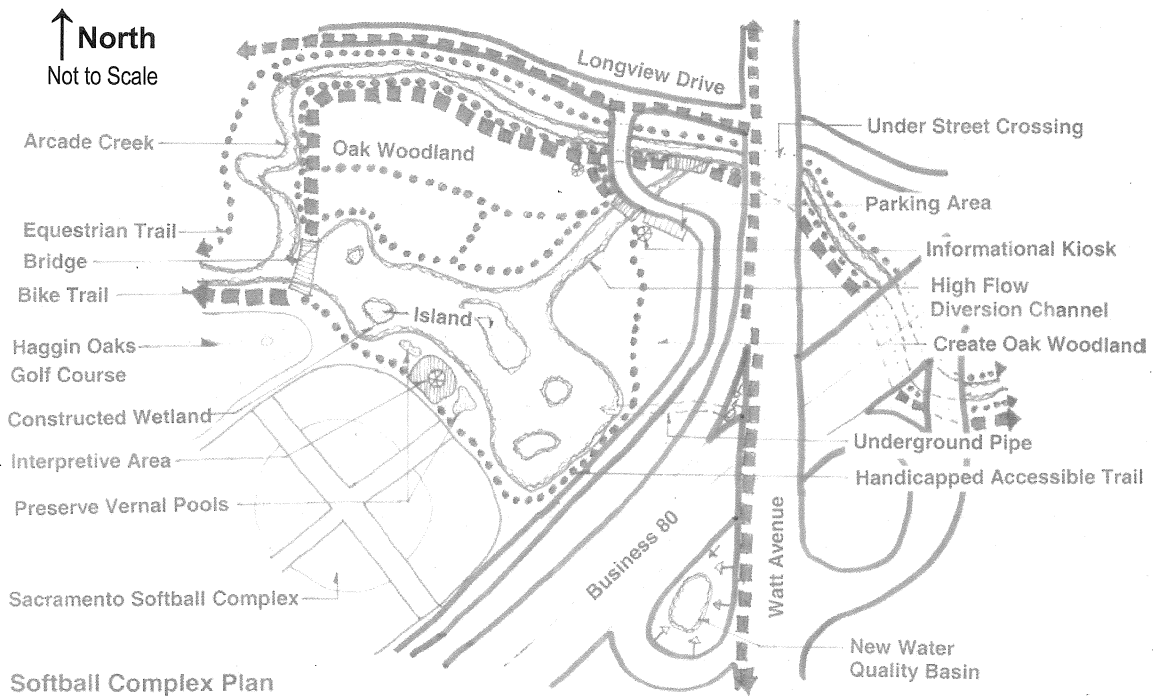 North
Not to Scale
Longview Drive
Arcade Creek
Oak Woodland
Under Street Crossing
Equestrian Trail
Parking Area
Bridge
Informational Kiosk
Bike Trail
High Flow
Diversion Channel
Island
Haggin Oaks
Golf Course
Create Oak Woodland
Constructed Wetland
Underground Pipe
Interpretive Area
Handicapped Accessible Trail
Preserve Vernal Pools
Business 80
Watt Avenue
Sacramento Softball Complex
New Water
Quality Basin
Softball Complex Plan